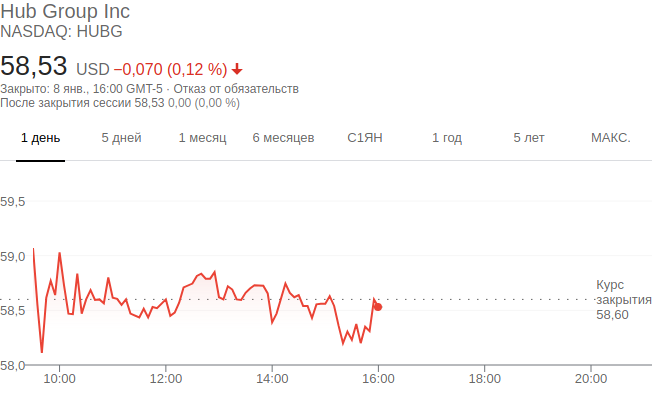 Hub Group Inc
NASDAQ: HUBG
58,53 USD −0,070 (0,12 %)
Закрыто: 8 янв., 16:00 GMT-5 · Отказ от обязательств
После закрытия сессии 58,53 0,00 (0,00 %)
1 день 5 дней 1 месяц 6 месяцев С1ЯН 1 год 5 лет МАКС.
59,5
59,0
58,5
58,0
Курс
закрытия
58,60
10:00 12:00 14:00 16:00 18:00 20:00